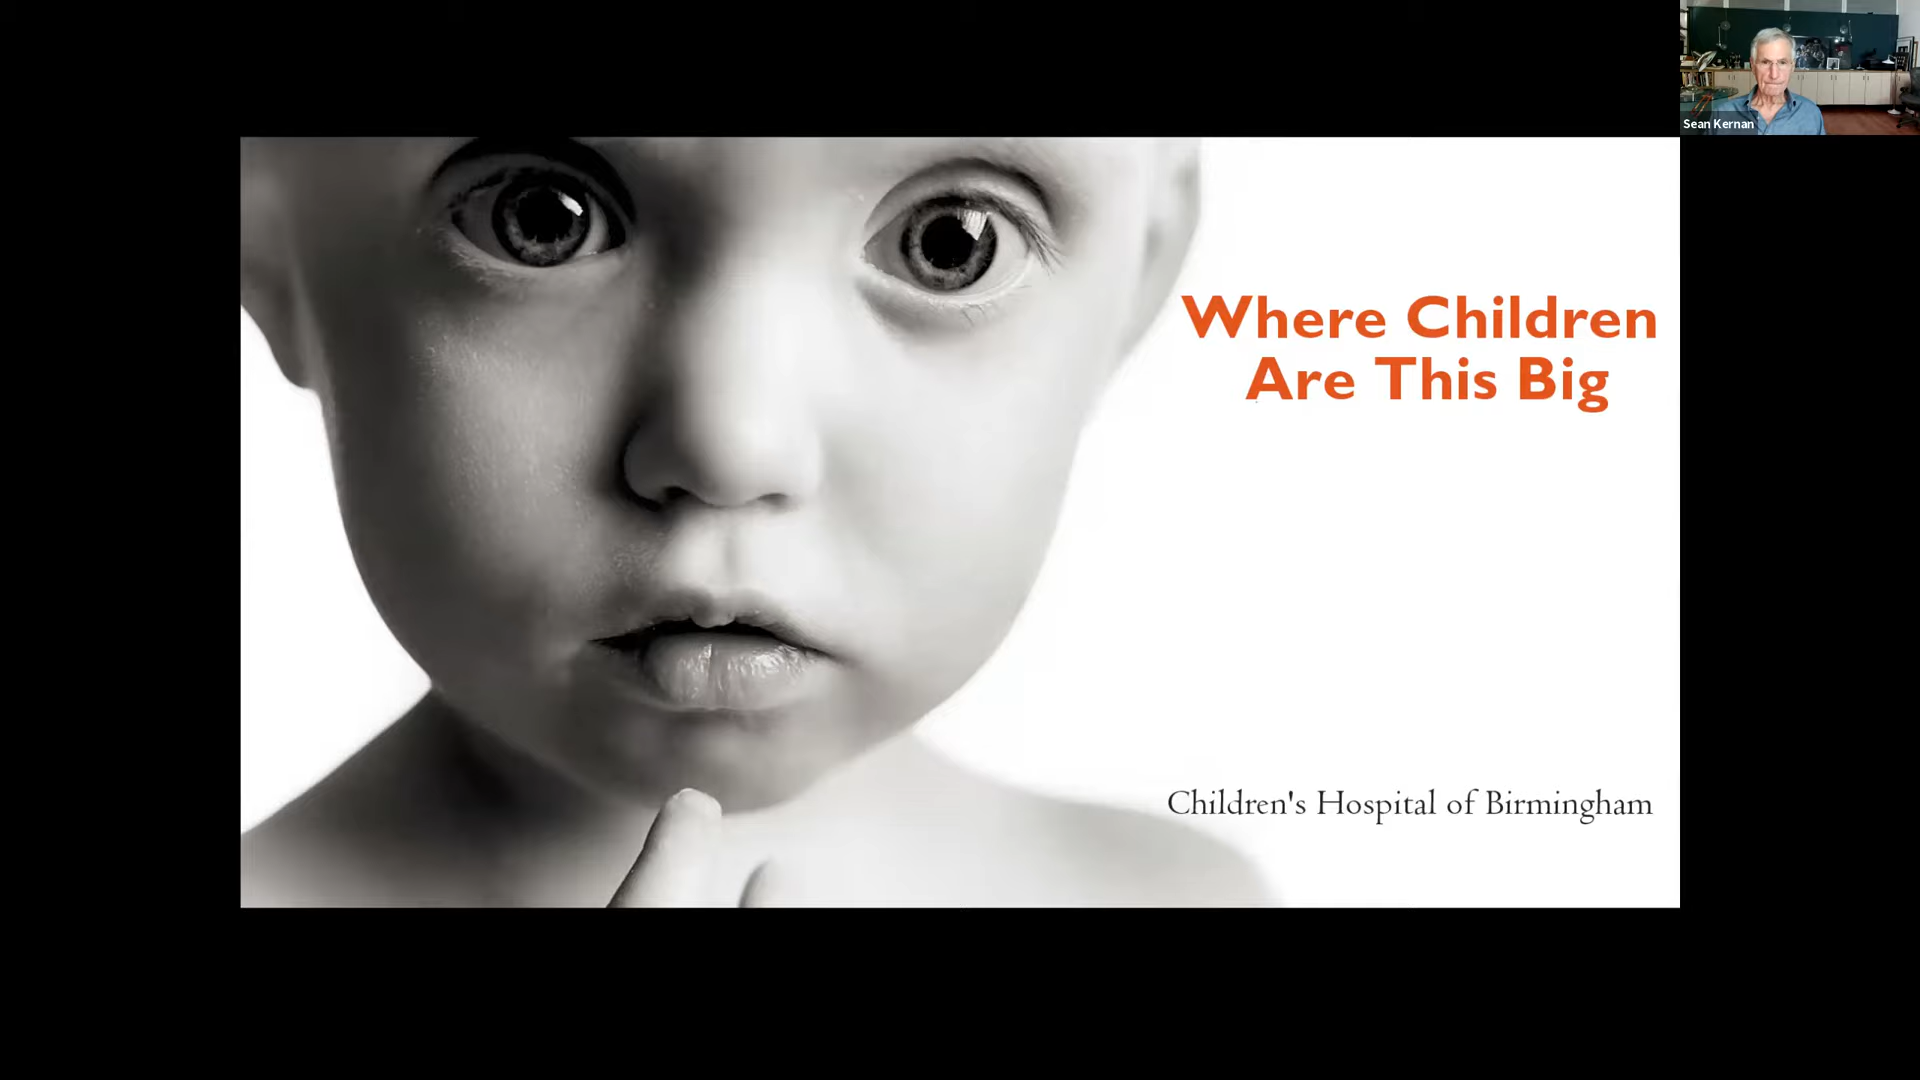 Sean Kernan
Where Children
Are This Big
Children's Hospital of Birmingham